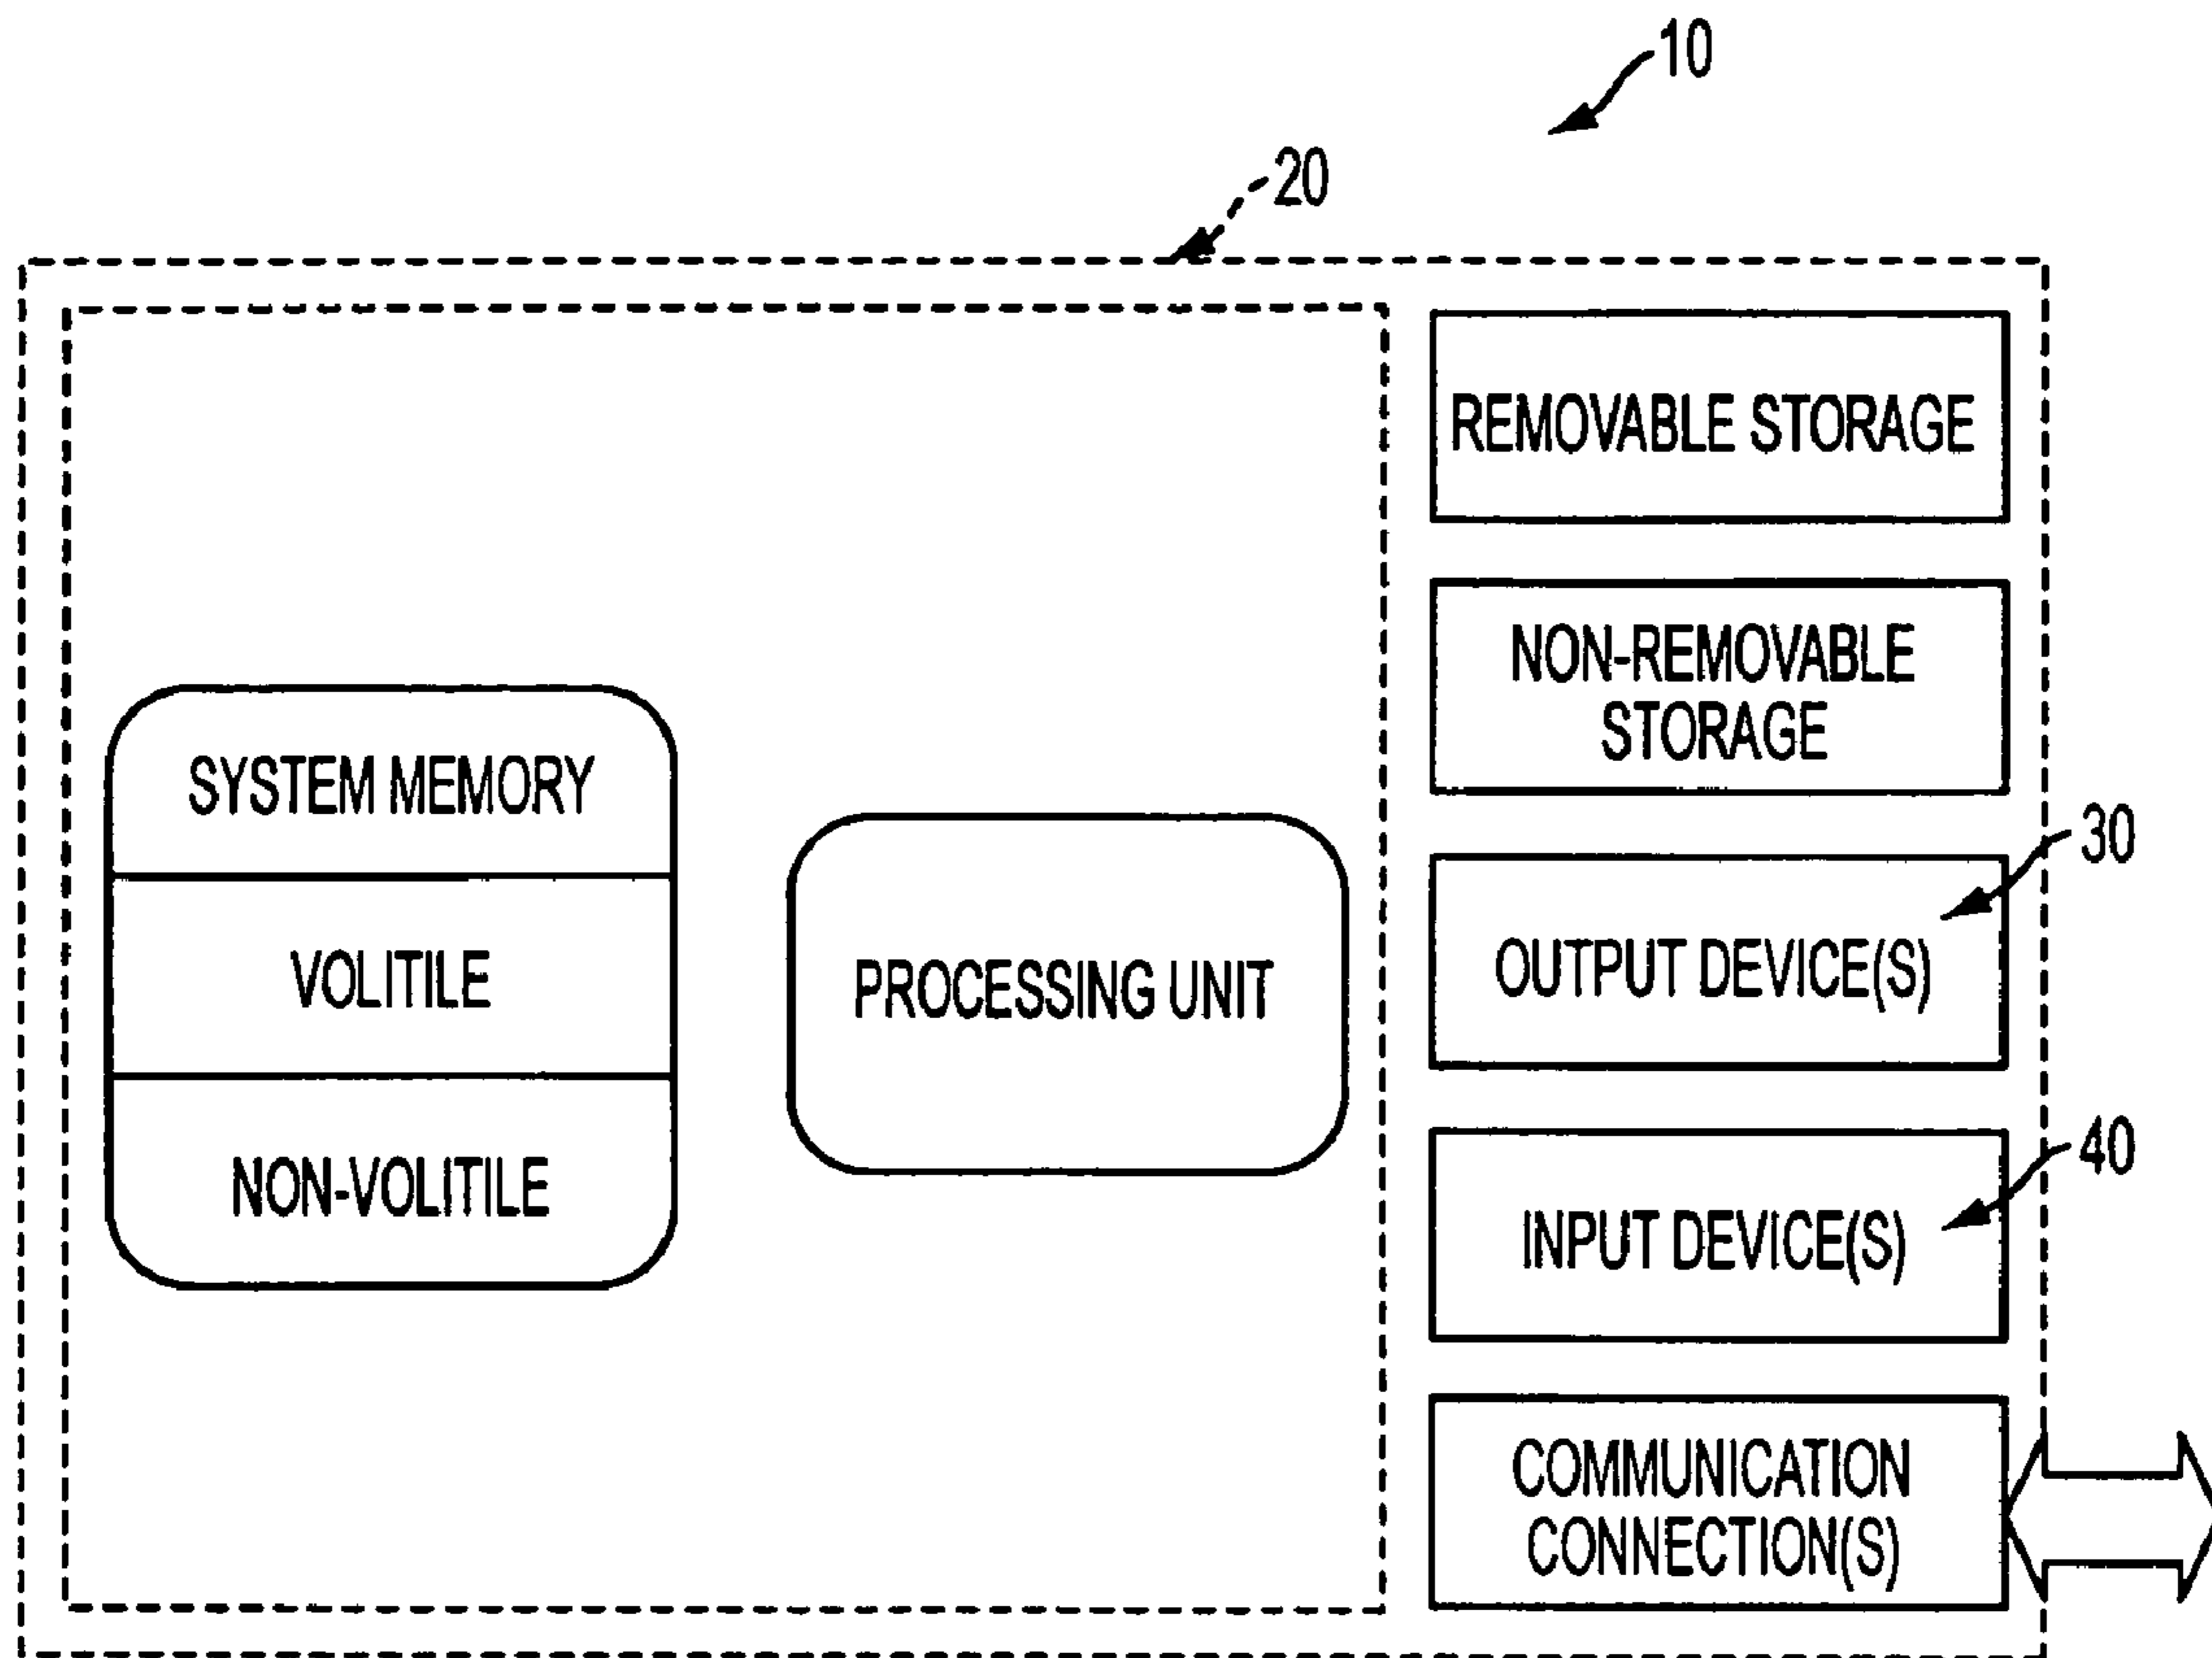 10
20
REMOVABLE STORAGE
NON-REMOVABLE
STORAGE
SYSTEM MEMORY
VOLITILE
NON-VOLITILE
PROCESSING UNIT
30
OUTPUT DEVICE(S)
40
INPUT DEVICE(S)
COMMUNICATION
CONNECTION(S)